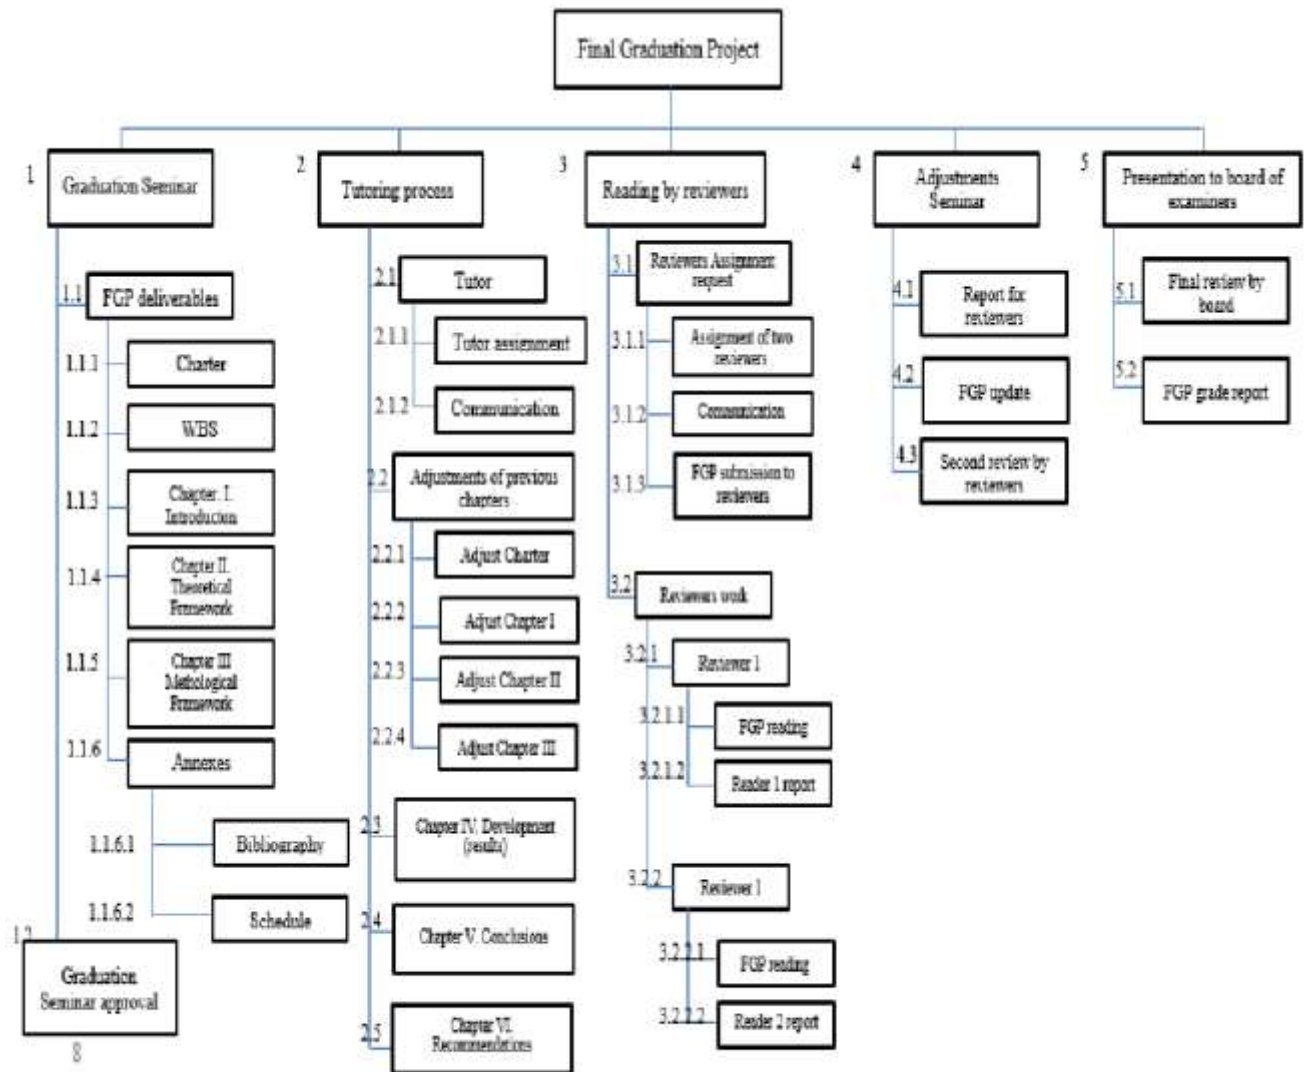 Final Graduation Project
1
Graduation Seminar
1.1
FGP deliverables
1.1.1
Charter
1.1.2
WBS
1.1.3
Chapter. I.
Introducton
1.1.4
Chapter II.
Theoretical
Framework
1.1.5
Chapter III
Methological
Framework
1.1.6
Annexes
1.1.6.1
Bibliography
1.1.6.2
Schedule
1.2
Graduation
Seminar approval
8
2
Tutoring process
2.1
Tutor
2.1.1
Tutor assignment
2.1.2
Communication
2.2
Adjustments of previous
chapters
2.2.1
Adjust Charter
2.2.2
Adjust Chapter I
2.2.3
Adjust Chapter II
2.2.4
Adjust Chapter III
2.3
Chapter IV. Development
(results)
2.4
Chapter V. Conclusions
2.5
Chapter VI.
Recommendations
3
Reading by reviewers
3.1
Reviewers Assignment
request
3.1.1
Assignment of two
reviewers
3.1.2
Communication
3.1.3
FGP submission to
reviewers
3.2
Reviewers work
3.2.1
Reviewer 1
3.2.1.1
FGP reading
3.2.1.2
Reader 1 report
3.2.2
Reviewer 1
3.2.2.1
FGP reading
3.2.2.2
Reader 2 report
4
Adjustments
Seminar
4.1
Report for
reviewers
4.2
FGP update
4.3
Second review by
reviewers
5
Presentation to board of
examiners
5.1
Final review by
board
5.2
FGP grade report